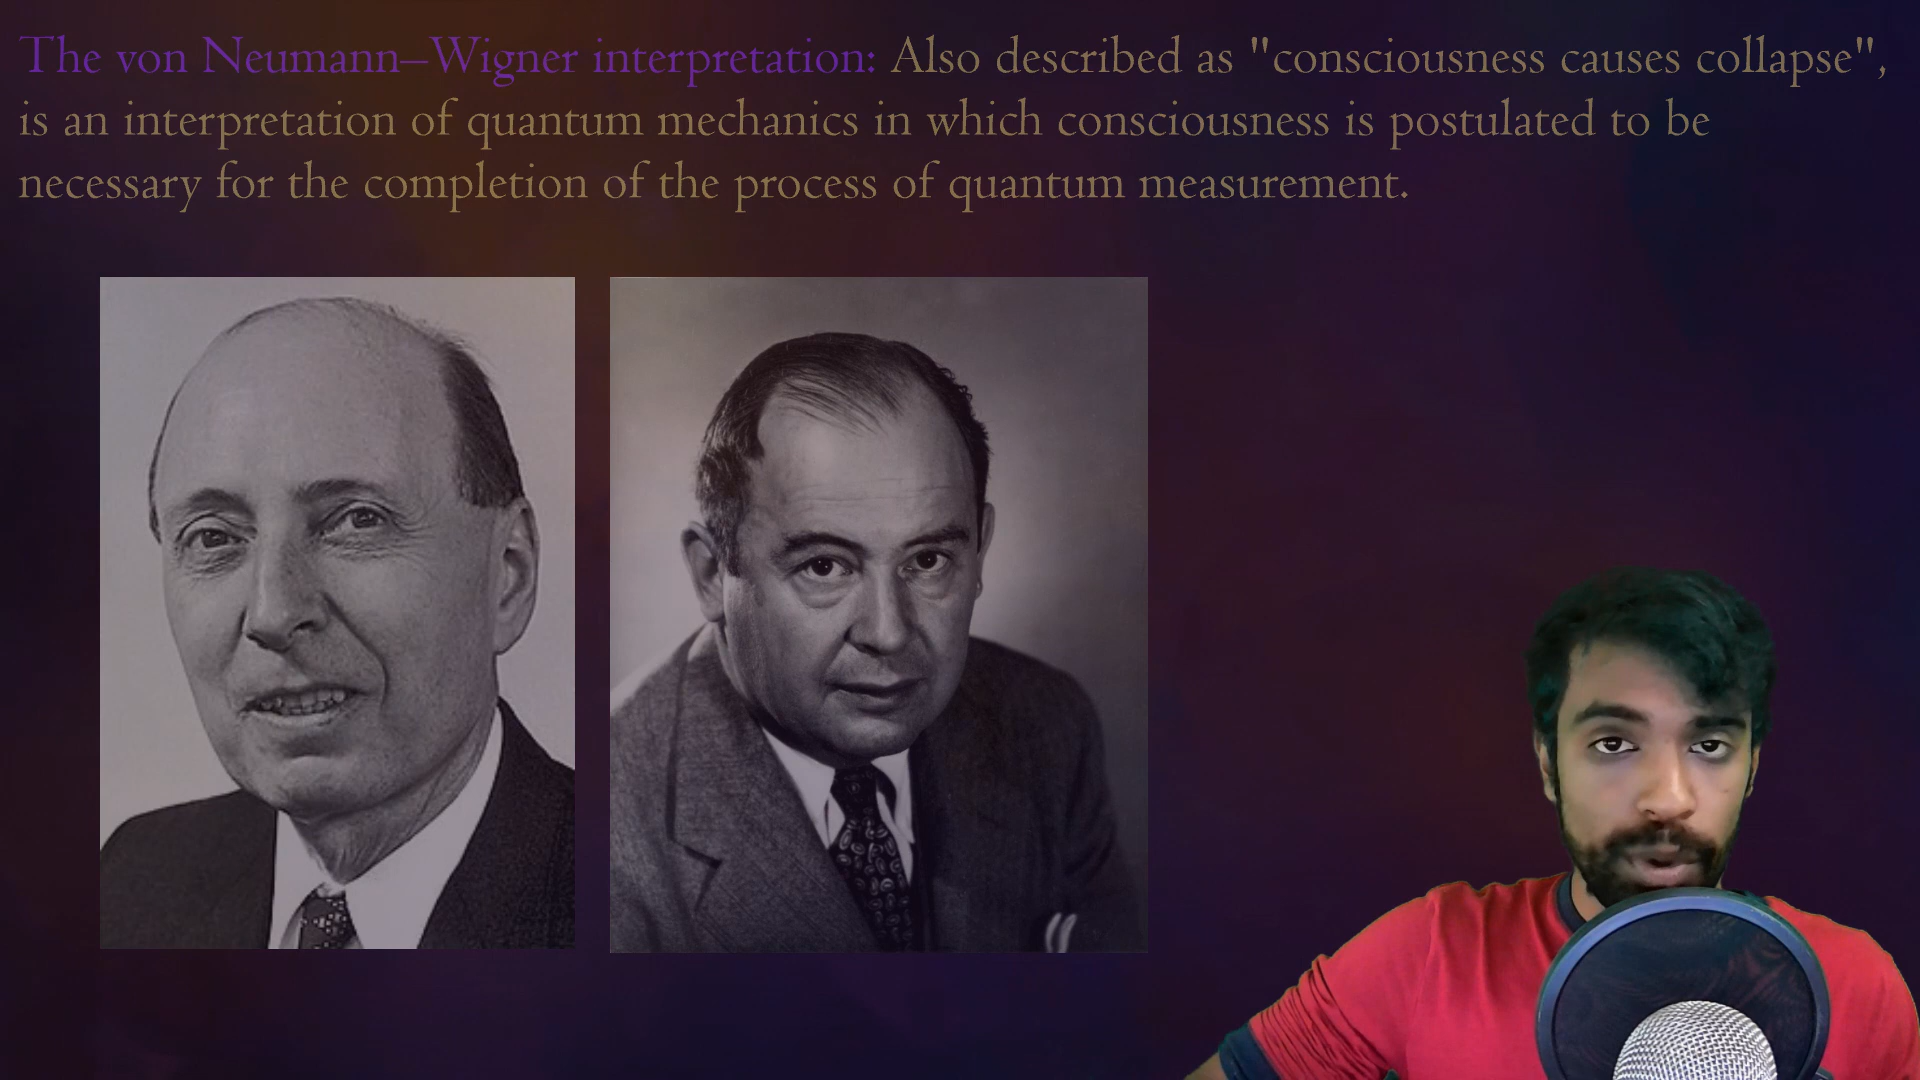 The von Neumann–Wigner interpretation: Also described as "consciousness causes collapse",
is an interpretation of quantum mechanics in which consciousness is postulated to be
necessary for the completion of the process of quantum measurement.